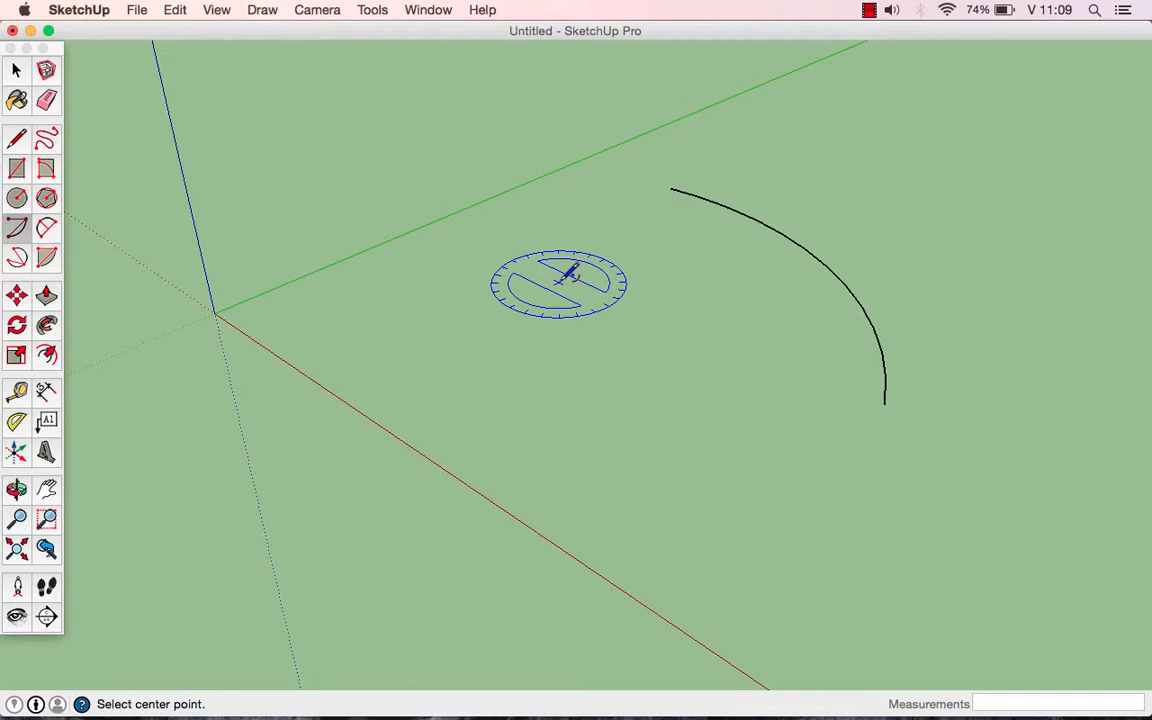 SketchUp File Edit View Draw Camera Tools Window Help 74% V 11:09
Untitled - SketchUp Pro
A1
Select center point. Measurements